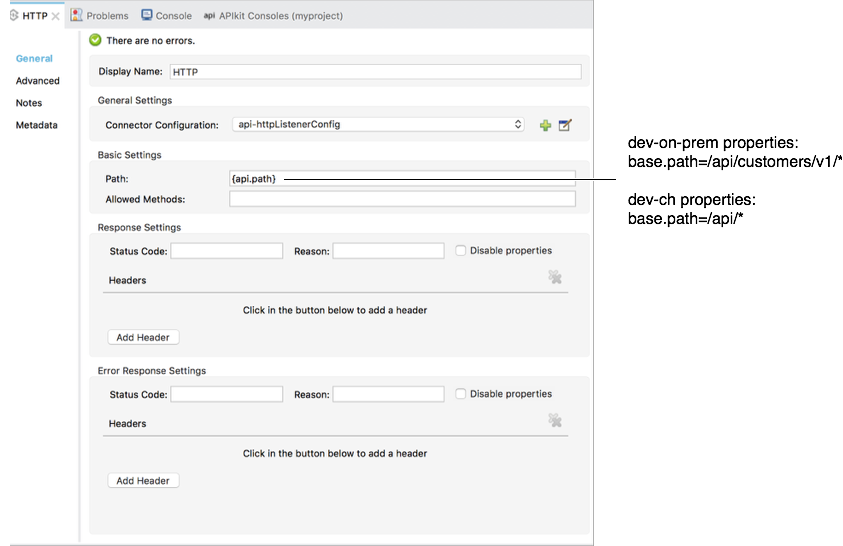 HTTP Problems Console api APIkit Consoles (myproject)
There are no errors.
General
Advanced
Notes
Metadata
Display Name: HTTP
General Settings
Connector Configuration: api-httpListenerConfig
Basic Settings
Path: {api.path}
Allowed Methods:
dev-on-prem properties:
base.path=/api/customers/v1/*
dev-ch properties:
base.path=/api/*
Response Settings
Status Code: Reason: Disable properties
Headers
Click in the button below to add a header
Add Header
Error Response Settings
Status Code: Reason: Disable properties
Headers
Click in the button below to add a header
Add Header